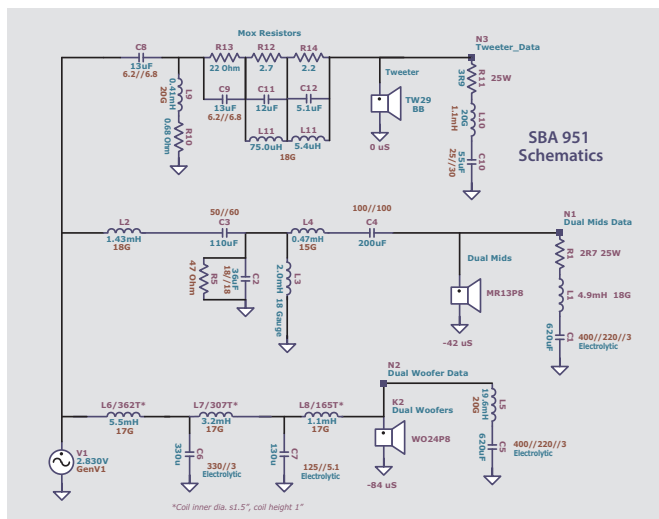 Mox Resistors
C8
13uF
6.2//6.8
R13
22 Ohm
R12
2.7
R14
2.2
N3
Tweeter_Data
0.41mH
20G
L9
0.68 Ohm
R10
C9
13uF
6.2//6.8
C11
12uF
C12
5.1uF
L11
75.0uH
L11
5.4uH
18G
Tweeter
TW29
BB
0 uS
3R9
R11
25W
1.1mH
20G
L10
25//30
55uF
C10
SBA 951
Schematics
L2
1.43mH
18G
50//60
C3
110uF
L4
0.47mH
15G
100//100
C4
200uF
N1
Dual Mids Data
47 Ohm
R5
18//18
36uF
C2
2.0mH
18 Gauge
L3
Dual Mids
MR13P8
-42 uS
R1
2R7 25W
L1
4.9mH 18G
620uF
C1
400//220//3
Electrolytic
N2
Dual Woofer Data
L6/362T*
5.5mH
17G
L7/307T*
3.2mH
17G
L8/165T*
1.1mH
17G
K2
Dual Woofers
WO24P8
-84 uS
19.6mH
20G
L5
620uF
C5
400//220//3
Electrolytic
V1
2.830V
GenV1
330u
C6
330//3
Electrolytic
130u
C7
125//5.1
Electrolytic
*Coil inner dia. s1.5", coil height 1"